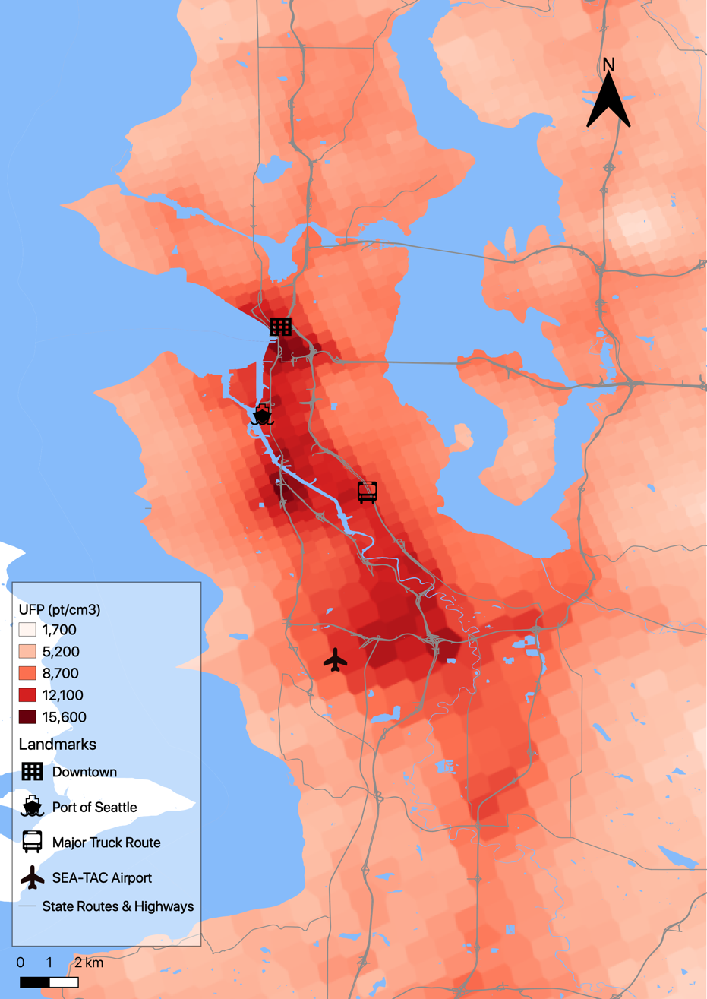 N
UFP (pt/cm3)
1,700
5,200
8,700
12,100
15,600
Landmarks
Downtown
Port of Seattle
Major Truck Route
SEA-TAC Airport
State Routes & Highways
0 1 2 km